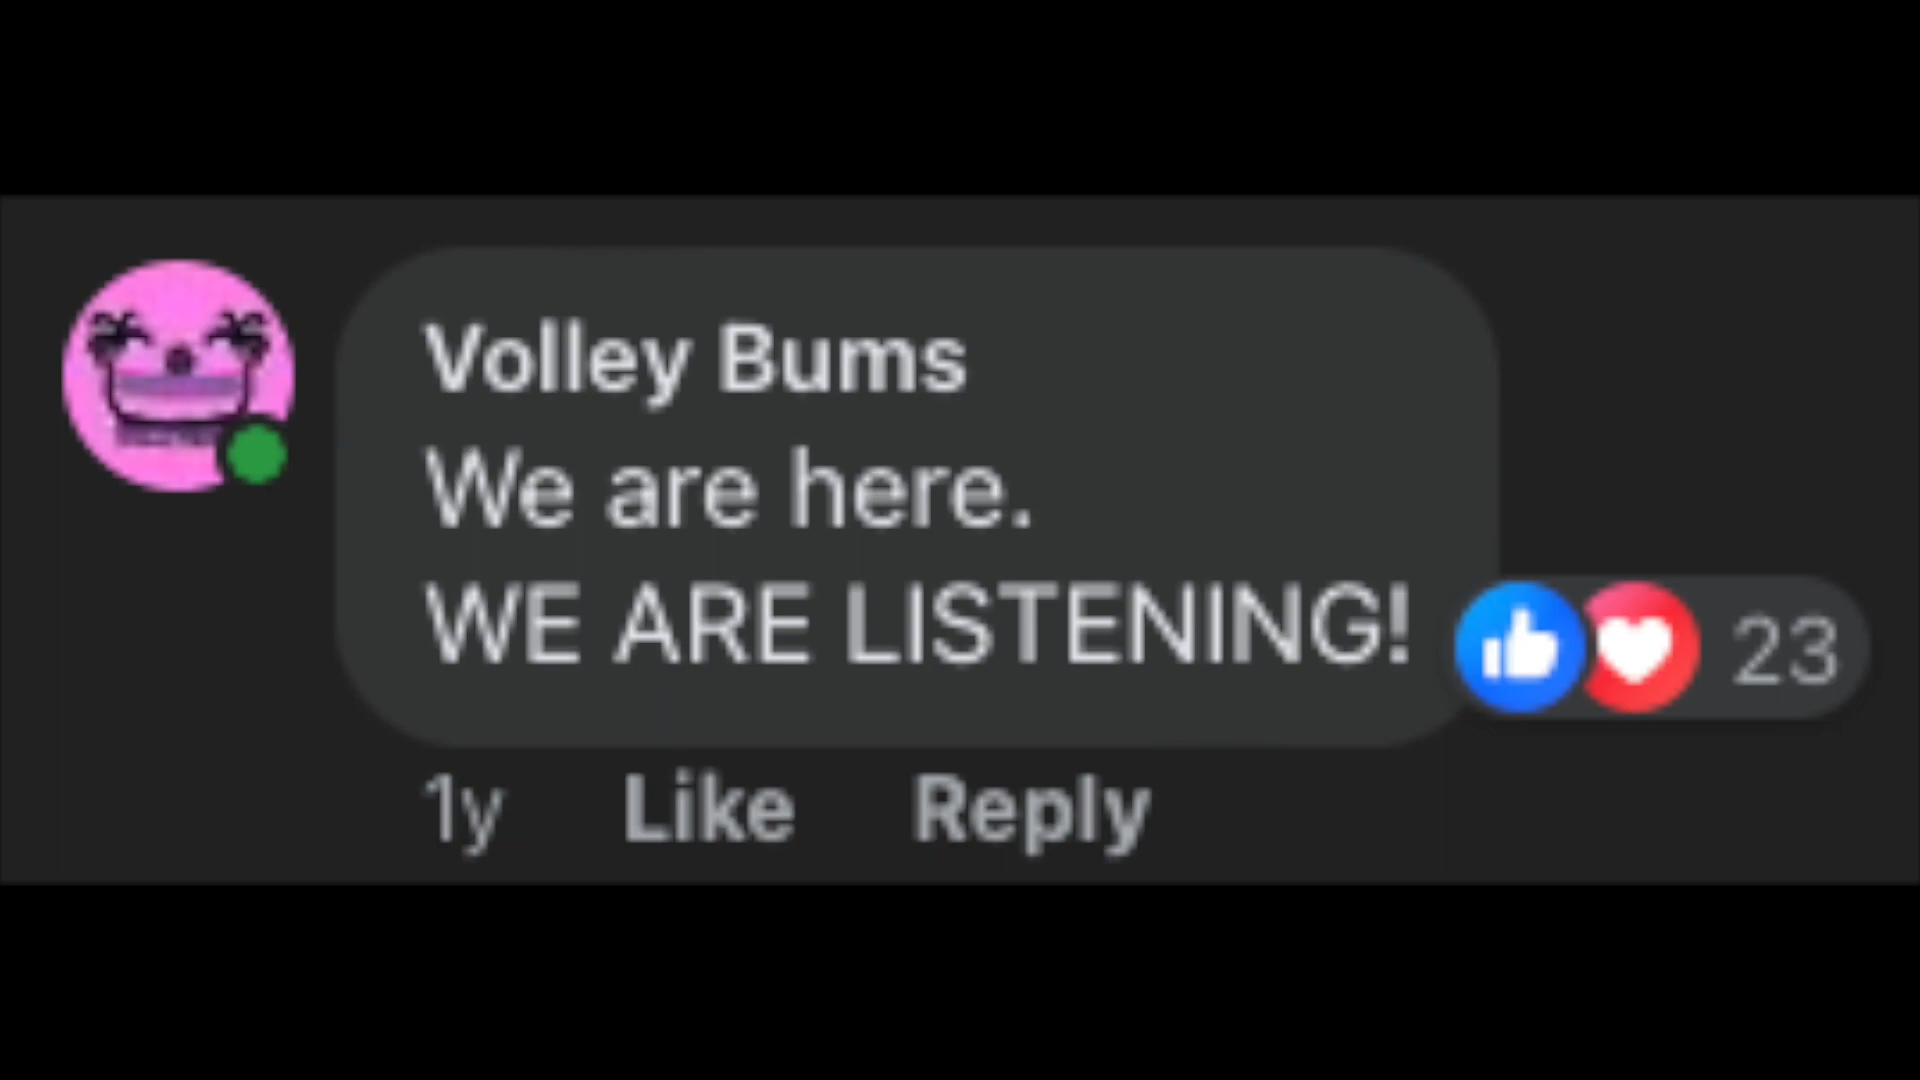 Volley Bums
We are here.
WE ARE LISTENING!
23
1y Like Reply